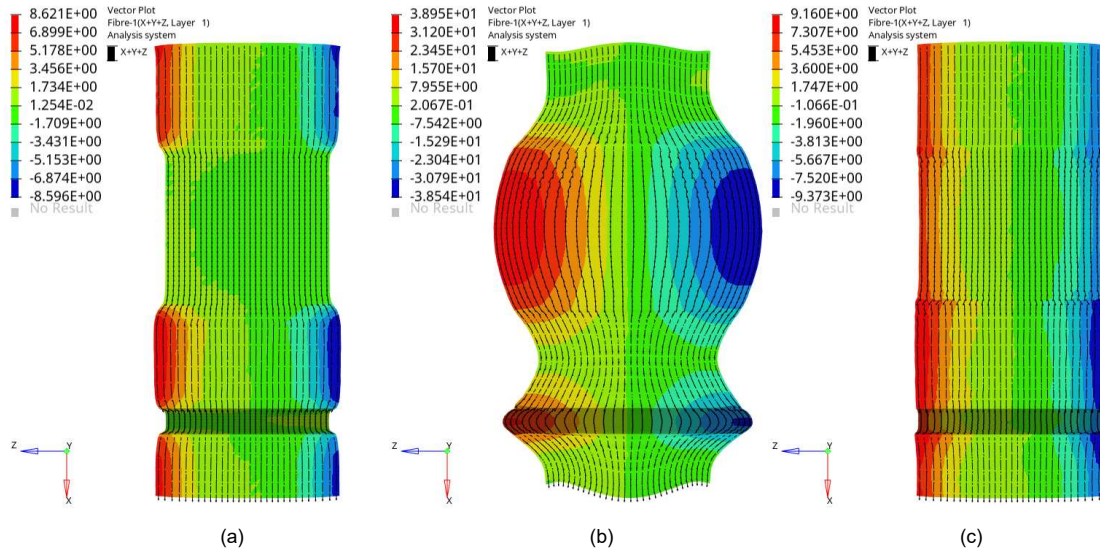 8.621E+00
6.899E+00
5.178E+00
3.456E+00
1.734E+00
1.254E-02
-1.709E+00
-3.431E+00
-5.153E+00
-6.874E+00
-8.596E+00
No Result
Vector Plot
Fibre-1(X+Y+Z, Layer 1)
Analysis system
X+Y+Z
Z
Y
X
(a)
3.895E+01
3.120E+01
2.345E+01
1.570E+01
7.955E+00
2.067E-01
-7.542E+00
-1.529E+01
-2.304E+01
-3.079E+01
-3.854E+01
No Result
Vector Plot
Fibre-1(X+Y+Z, Layer 1)
Analysis system
X+Y+Z
Z
Y
X
(b)
9.160E+00
7.307E+00
5.453E+00
3.600E+00
1.747E+00
-1.066E-01
-1.960E+00
-3.813E+00
-5.667E+00
-7.520E+00
-9.373E+00
No Result
Vector Plot
Fibre-1(X+Y+Z, Layer 1)
Analysis system
X+Y+Z
Z
Y
X
(c)